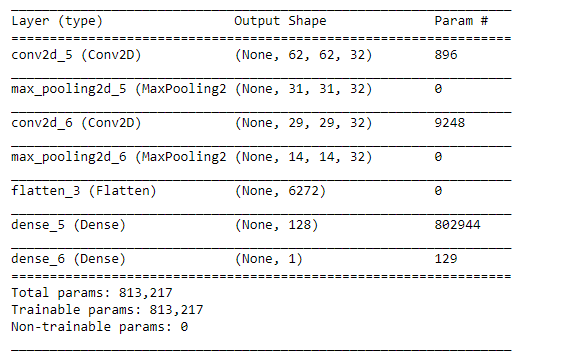 _________________________________________________________________
Layer (type)                 Output Shape              Param #
=================================================================
conv2d_5 (Conv2D)            (None, 62, 62, 32)        896
_________________________________________________________________
max_pooling2d_5 (MaxPooling2 (None, 31, 31, 32)        0
_________________________________________________________________
conv2d_6 (Conv2D)            (None, 29, 29, 32)        9248
_________________________________________________________________
max_pooling2d_6 (MaxPooling2 (None, 14, 14, 32)        0
_________________________________________________________________
flatten_3 (Flatten)          (None, 6272)              0
_________________________________________________________________
dense_5 (Dense)              (None, 128)               802944
_________________________________________________________________
dense_6 (Dense)              (None, 1)                 129
=================================================================
Total params: 813,217
Trainable params: 813,217
Non-trainable params: 0
_________________________________________________________________